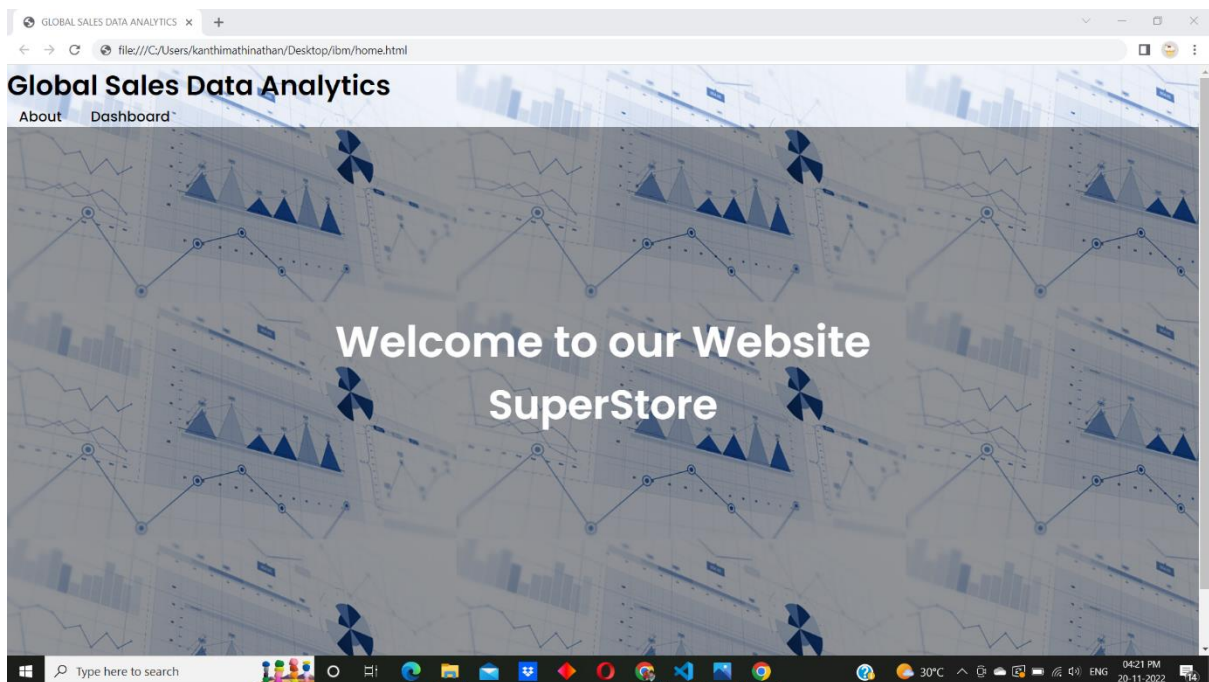 GLOBAL SALES DATA ANALYTICS
file:///C:/Users/kanthimathinathan/Desktop/ibm/home.html
Global Sales Data Analytics
About Dashboard
Welcome to our Website
SuperStore
Type here to search
30°C ENG 04:21 PM
20-11-2022
14